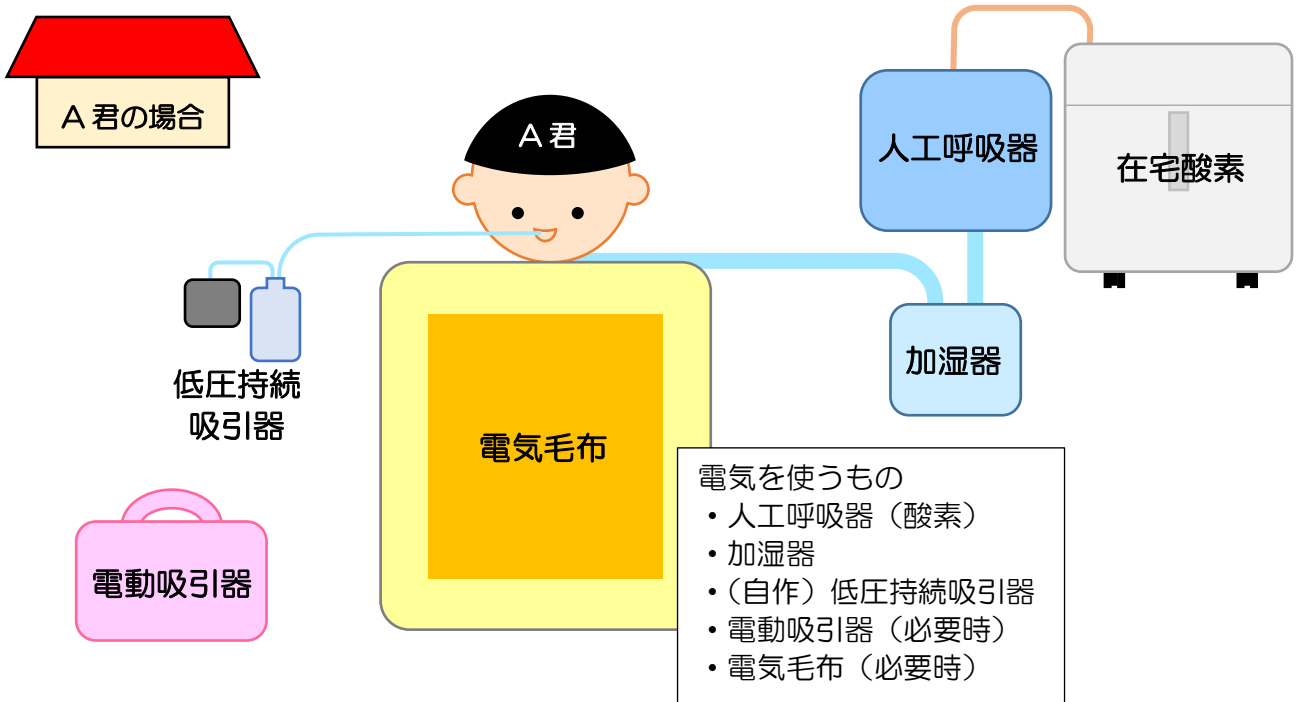 A君の場合
A君
人工呼吸器
在宅酸素
加湿器
低圧持続
吸引器
電気毛布
電動吸引器
電気を使うもの
・人工呼吸器（酸素）
・加湿器
・（自作）低圧持続吸引器
・電動吸引器（必要時）
・電気毛布（必要時）